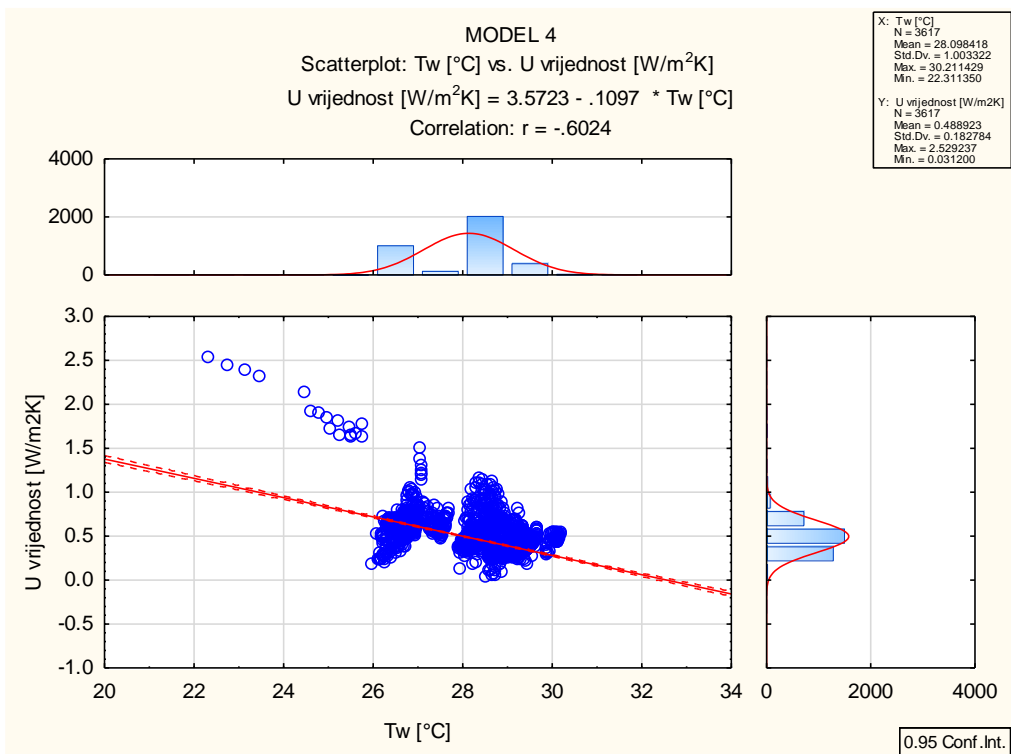 MODEL 4
Scatterplot: Tw [°C] vs. U vrijednost [W/m²K]
U vrijednost [W/m²K] = 3.5723 - .1097 * Tw [°C]
Correlation: r = -.6024
X: Tw [°C]
N = 3617
Mean = 28.098418
Std.Dv. = 1.003322
Max. = 30.211429
Min. = 22.311350
Y: U vrijednost [W/m2K]
N = 3617
Mean = 0.488923
Std.Dv. = 0.182784
Max. = 2.529237
Min. = 0.031200
4000
2000
0
3.0
2.5
2.0
1.5
1.0
0.5
0.0
-0.5
-1.0
U vrijednost [W/m2K]
20 22 24 26 28 30 32 34
Tw [°C]
0 2000 4000
0.95 Conf.Int.